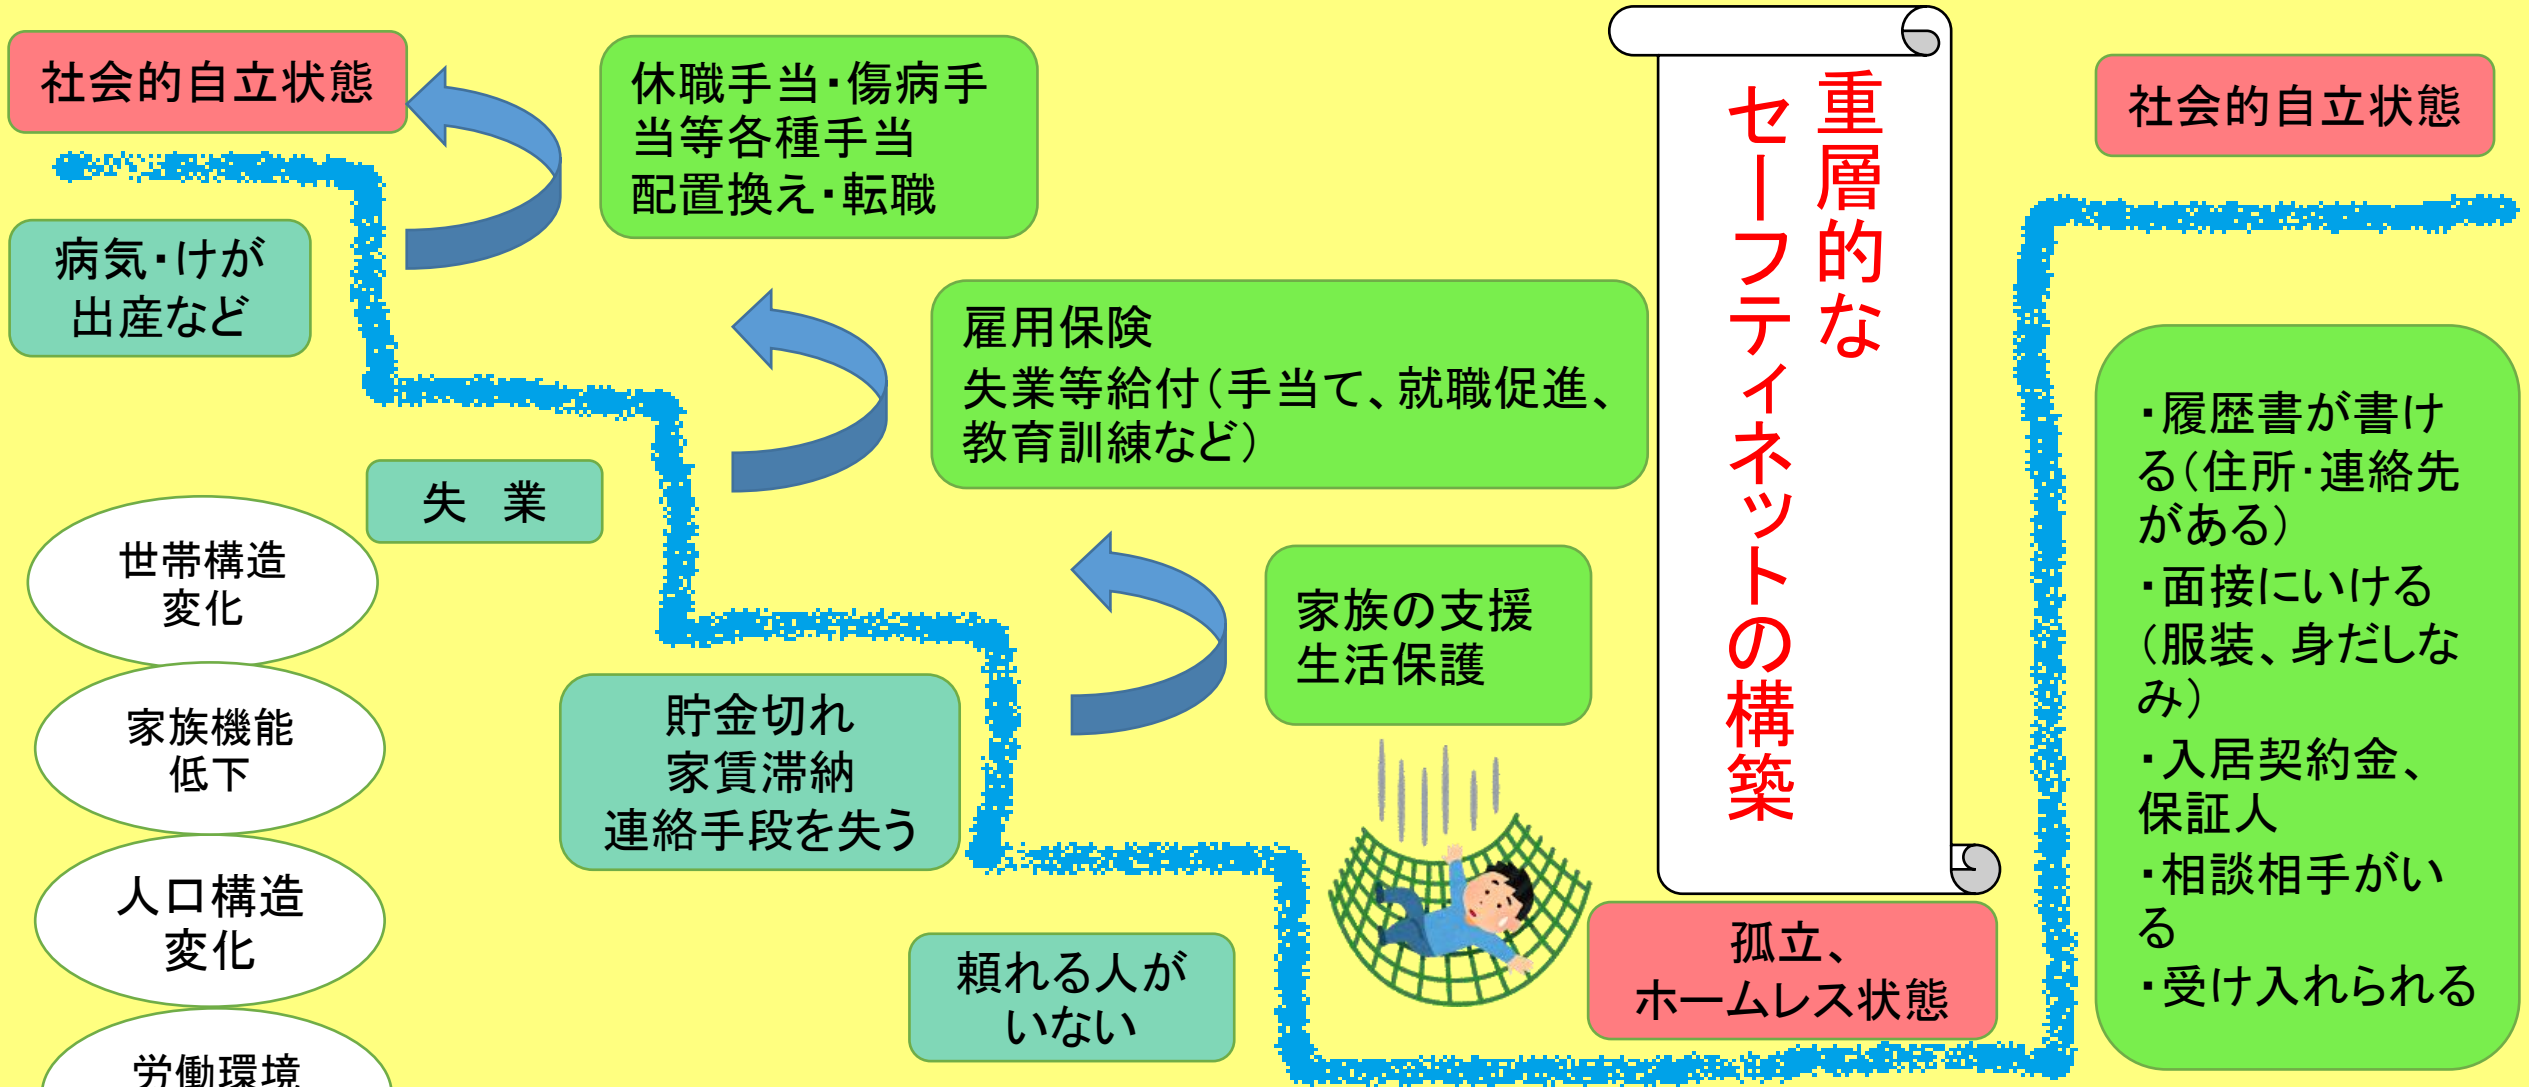 社会的自立状態
休職手当・傷病手
当等各種手当
配置換え・転職
病気・けが
出産など
雇用保険
失業等給付(手当て、就職促進、
教育訓練など)
失　業
家族の支援
生活保護
貯金切れ
家賃滞納
連絡手段を失う
頼れる人が
いない
世帯構造
変化
家族機能
低下
人口構造
変化
労働環境
重層的な
セーフティネットの構築
孤立、
ホームレス状態
社会的自立状態
・履歴書が書け
る(住所・連絡先
がある)
・面接にいける
(服装、身だしな
み)
・入居契約金、
保証人
・相談相手がい
る
・受け入れられる